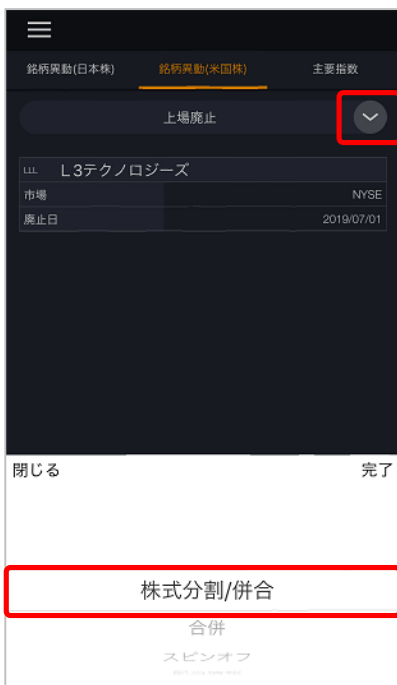 銘柄異動(日本株) 銘柄異動(米国株) 主要指数
上場廃止
LLL L3テクノロジーズ
市場 NYSE
廃止日 2019/07/01
閉じる 完了
株式分割/併合
合併
スピンオフ